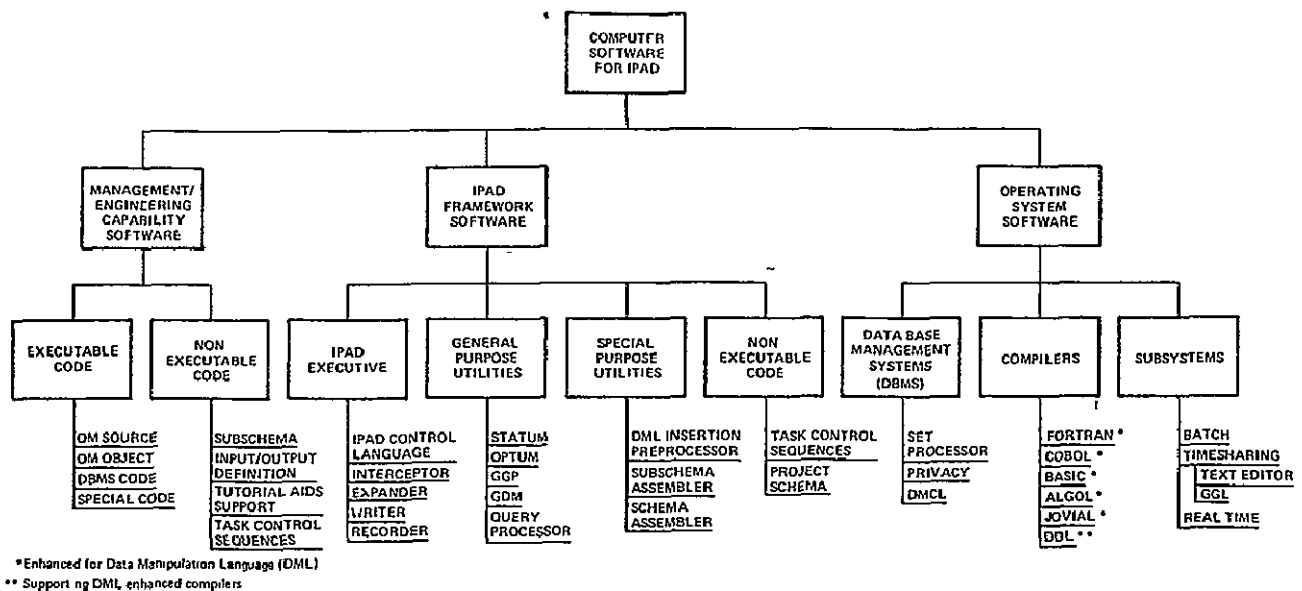 COMPUTER
SOFTWARE
FOR IPAD
MANAGEMENT/
ENGINEERING
CAPABILITY
SOFTWARE
IPAD
FRAMEWORK
SOFTWARE
OPERATING
SYSTEM
SOFTWARE
EXECUTABLE
CODE
NON
EXECUTABLE
CODE
IPAD
EXECUTIVE
GENERAL
PURPOSE
UTILITIES
SPECIAL
PURPOSE
UTILITIES
NON
EXECUTABLE
CODE
DATA BASE
MANAGEMENT
SYSTEMS
(DBMS)
COMPILERS
SUBSYSTEMS
OM SOURCE
OM OBJECT
DBMS CODE
SPECIAL CODE
SUBSCHEMA
INPUT/OUTPUT
DEFINITION
TUTORIAL AIDS
SUPPORT
TASK CONTROL
SEQUENCES
IPAD CONTROL
LANGUAGE
INTERCEPTOR
EXPANDER
WRITER
RECORDER
STATUM
OPTUM
GGP
GDM
QUERY
PROCESSOR
DML INSERTION
PREPROCESSOR
SUBSCHEMA
ASSEMBLER
SCHEMA
ASSEMBLER
TASK CONTROL
SEQUENCES
PROJECT
SCHEMA
SET
PROCESSOR
PRIVACY
DMCL
FORTRAN *
COBOL *
BASIC *
ALGOL *
JOVIAL *
DDL **
BATCH
TIMESHARING
TEXT EDITOR
GGL
REAL TIME
*Enhanced for Data Manipulation Language (DML)
** Support ng DML enhanced compilers